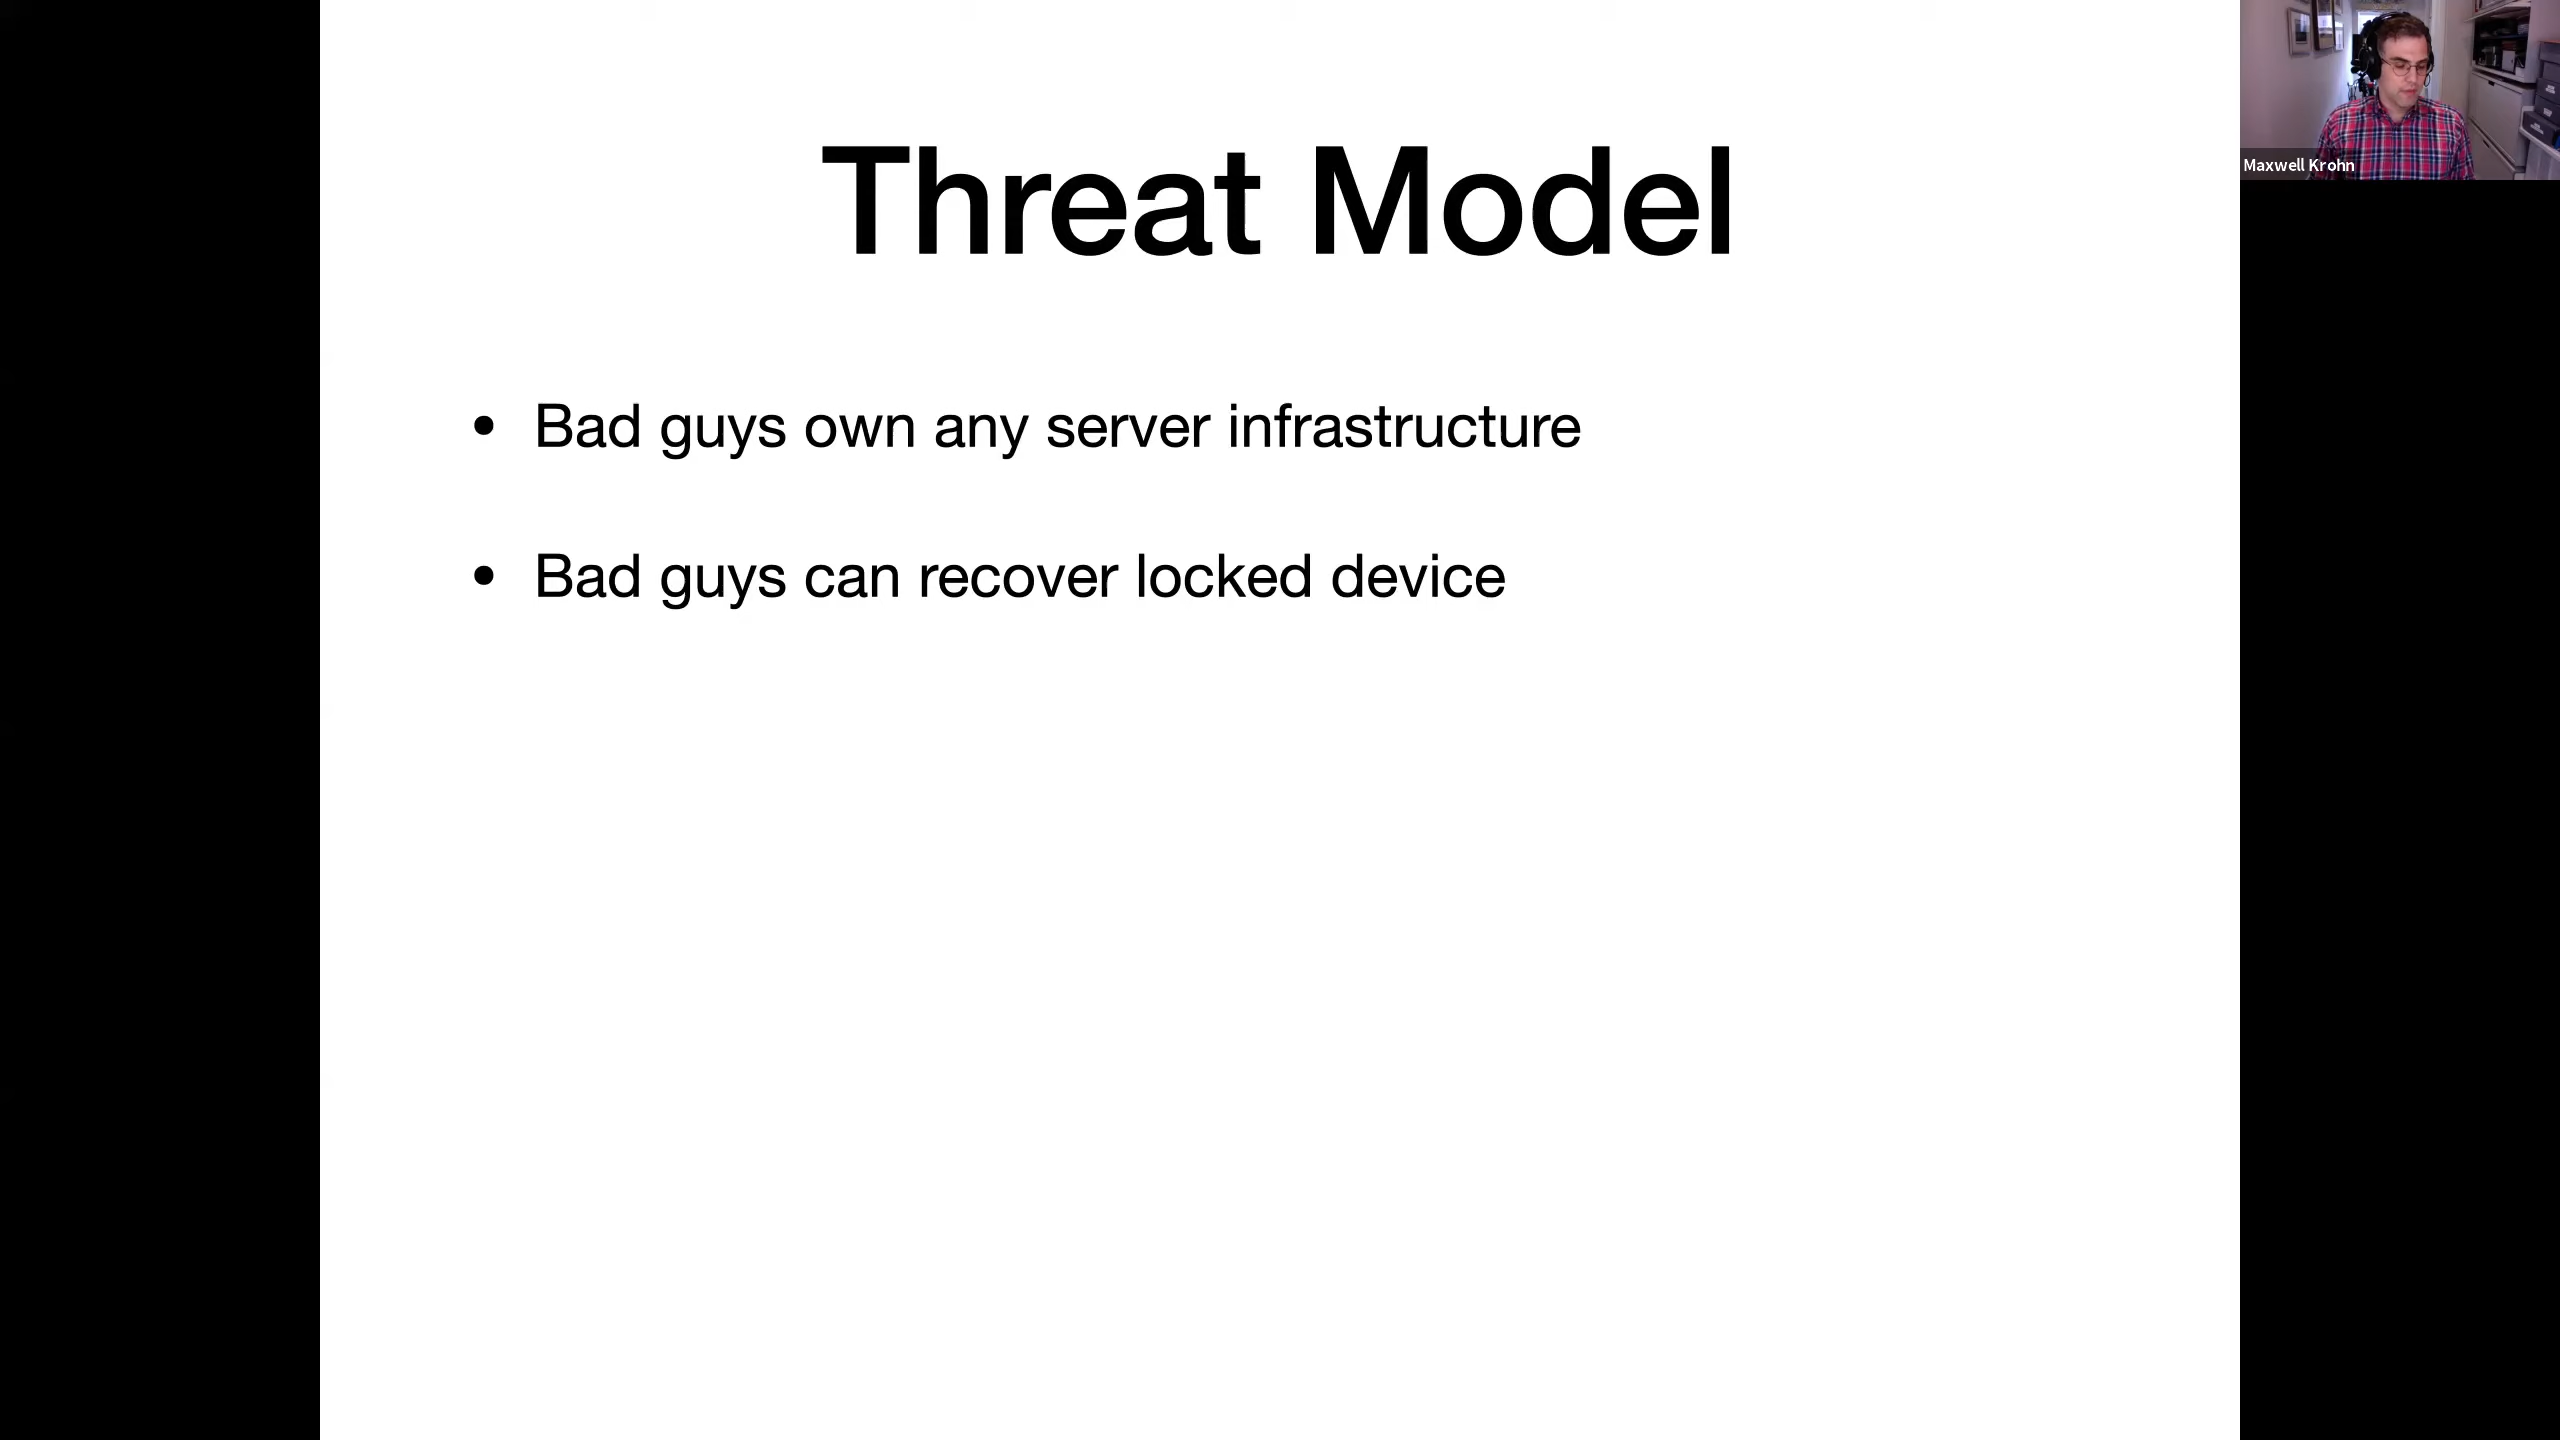 Threat Model
• Bad guys own any server infrastructure
• Bad guys can recover locked device
Maxwell Krohn